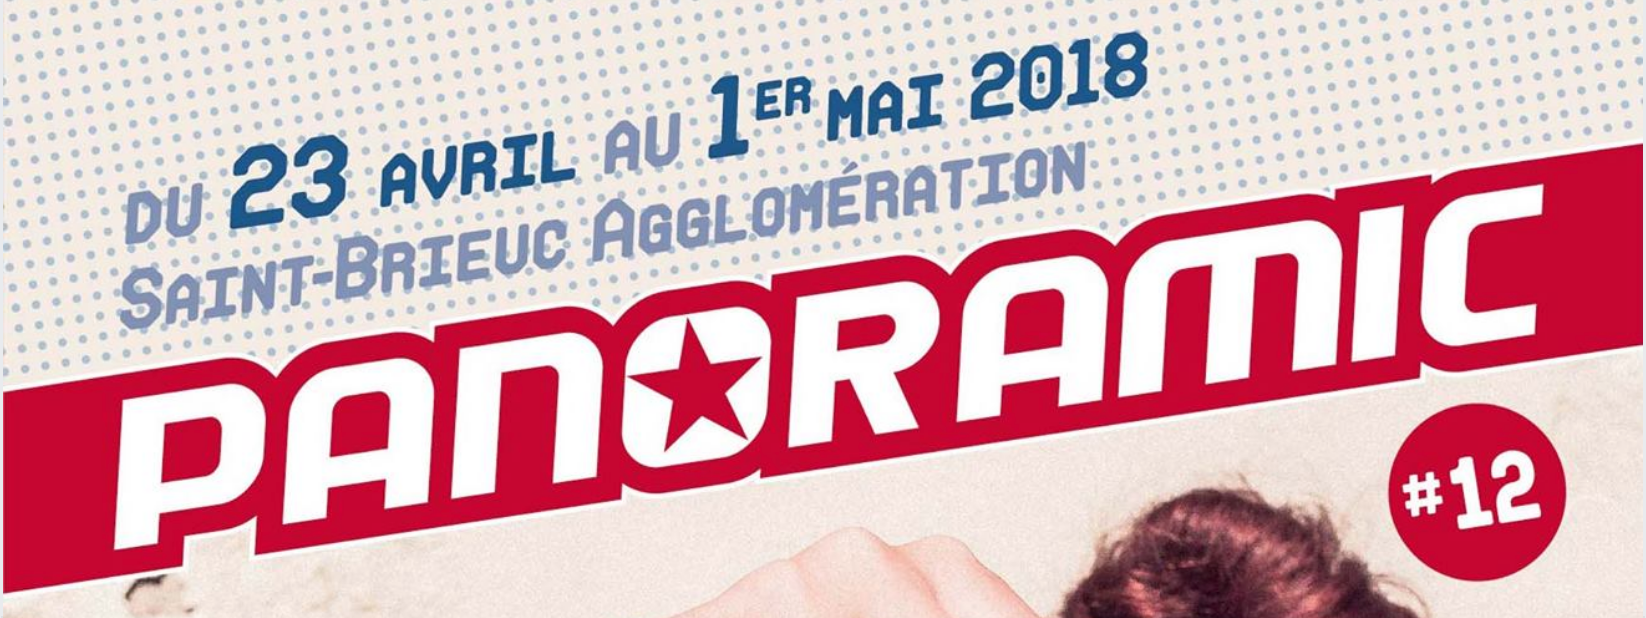 DU 23 AVRIL AU 1ER MAI 2018
SAINT-BRIEUC AGGLOMÉRATION
PANORAMIC
#12